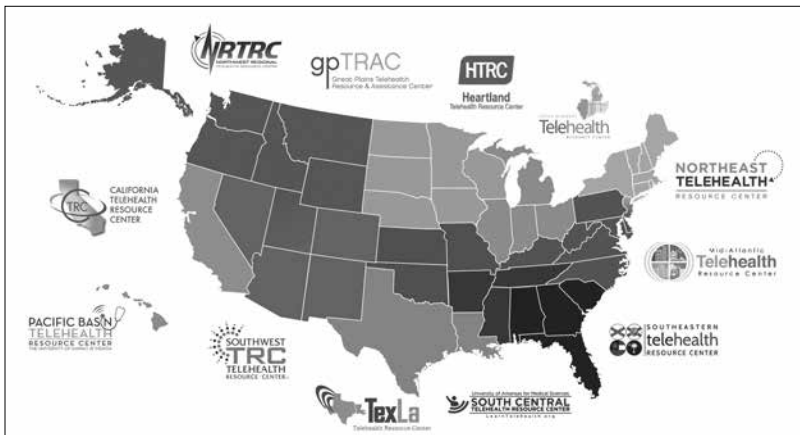 NRTRC
NORTHWEST REGIONAL
gpTRAC
Great Plains Telehealth
Resource & Assistance Center
HTRC
Heartland
Telehealth Resource Center
Telehealth
NORTHEAST
TELEHEALTH
RESOURCE CENTER
TRC
CALIFORNIA
TELEHEALTH
RESOURCE
CENTER
Mid-Atlantic
Telehealth
Resource Center
PACIFIC BASIN
TELEHEALTH
RESOURCE CENTER
SOUTHWEST
TRC
TELEHEALTH
RESOURCE CENTER
SOUTHEASTERN
telehealth
RESOURCE CENTER
TexLa
Telehealth Resource Center
University of Arkansas for Medical Sciences
SOUTH CENTRAL
TELEHEALTH RESOURCE CENTER
LearnTelehealth.org